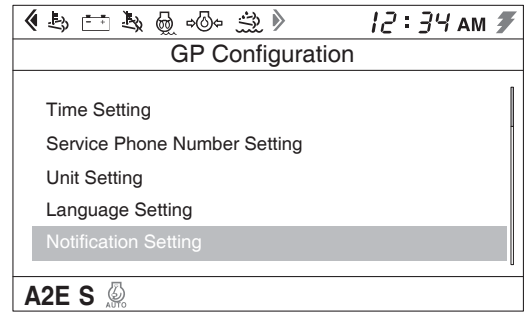 12:34 AM
GP Configuration
Time Setting
Service Phone Number Setting
Unit Setting
Language Setting
Notification Setting
A2E S AUTO